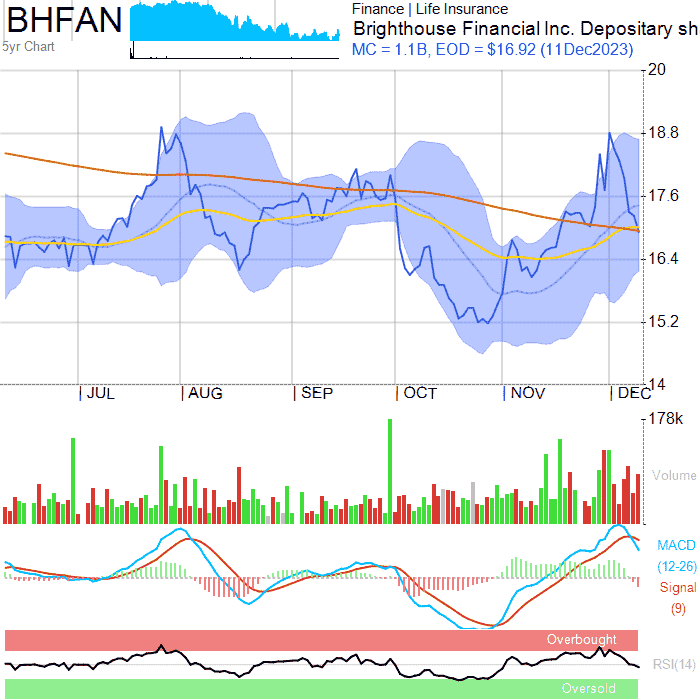 BHFAN
5yr Chart
Finance | Life Insurance
Brighthouse Financial Inc. Depositary sh
MC = 1.1B, EOD = $16.92 (11Dec2023)
20
18.8
17.6
16.4
15.2
14
| JUL | AUG | SEP | OCT | NOV | DEC
178k
Volume
MACD
(12-26)
Signal
(9)
Overbought
RSI(14)
Oversold